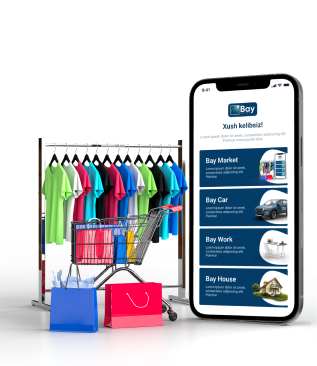 9:41
Bay
Xush kelibsiz!
Lorem ipsum dolor sit amet, consectetur adipiscing elit.
Bay Market
Lorem ipsum dolor sit amet,
consectetur adipiscing elit.
Pulvinar
Bay Car
Lorem ipsum dolor sit amet,
consectetur adipiscing elit.
Pulvinar
Bay Work
Lorem ipsum dolor sit amet,
consectetur adipiscing elit.
Pulvinar
Bay House
Lorem ipsum dolor sit amet,
consectetur adipiscing elit.
Pulvinar